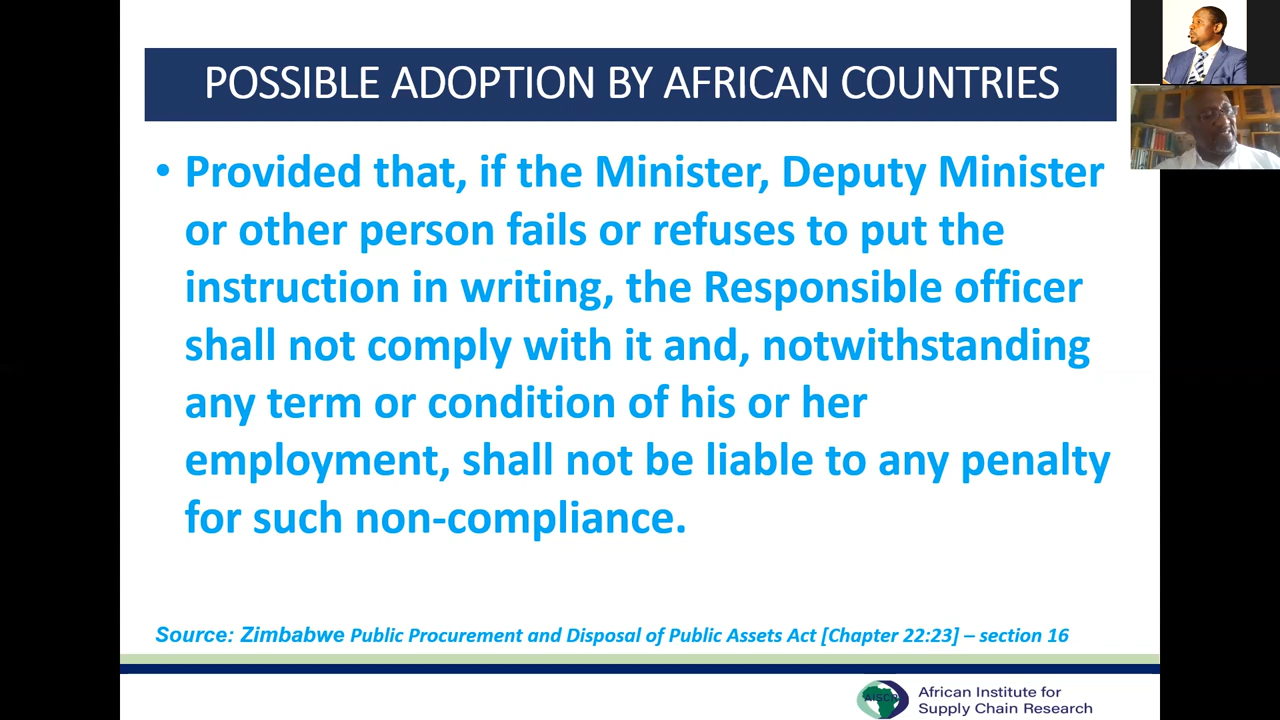 POSSIBLE ADOPTION BY AFRICAN COUNTRIES
• Provided that, if the Minister, Deputy Minister
or other person fails or refuses to put the
instruction in writing, the Responsible officer
shall not comply with it and, notwithstanding
any term or condition of his or her
employment, shall not be liable to any penalty
for such non-compliance.
Source: Zimbabwe Public Procurement and Disposal of Public Assets Act [Chapter 22:23] – section 16
AISCR
African Institute for
Supply Chain Research